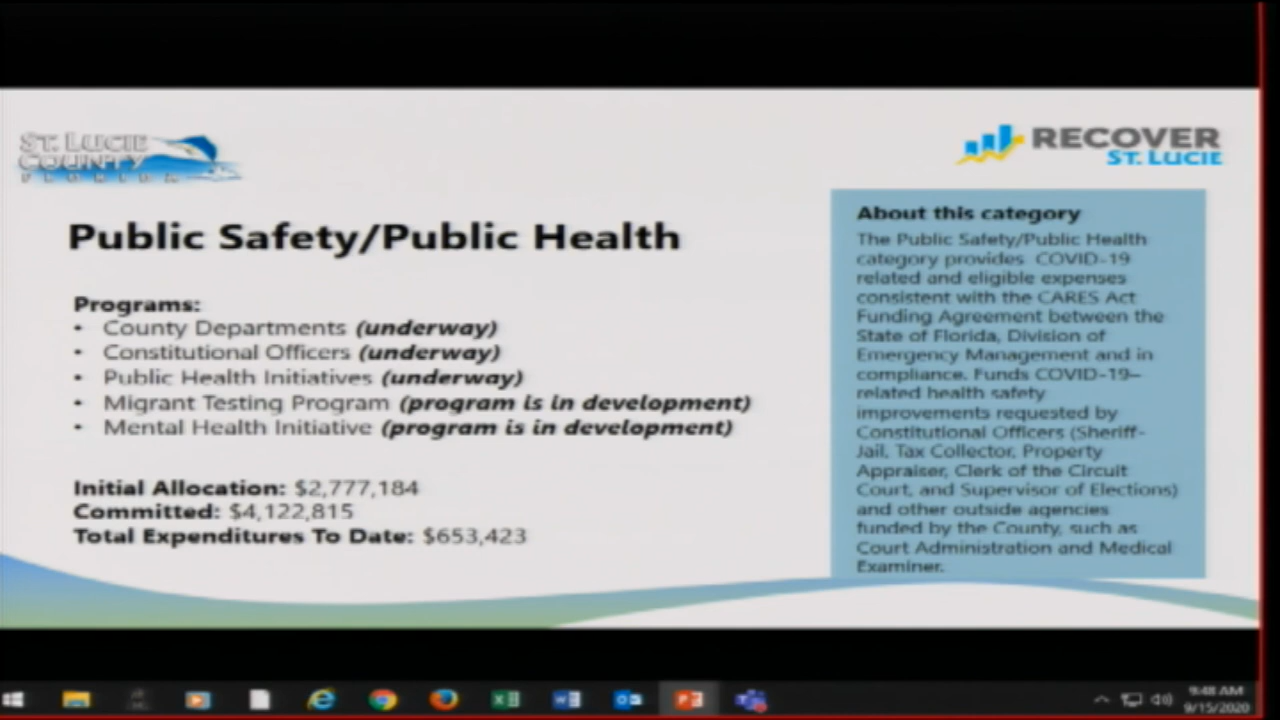 ST. LUCIE
COUNTY
FLORIDA
RECOVER
ST. LUCIE
Public Safety/Public Health
Programs:
• County Departments (underway)
• Constitutional Officers (underway)
• Public Health Initiatives (underway)
• Migrant Testing Program (program is in development)
• Mental Health Initiative (program is in development)
Initial Allocation: $2,777,184
Committed: $4,122,815
Total Expenditures To Date: $653,423
About this category
The Public Safety/Public Health
category provides COVID-19
related and eligible expenses
consistent with the CARES Act
Funding Agreement between the
State of Florida, Division of
Emergency Management and in
compliance. Funds COVID-19–
related health safety
improvements requested by
Constitutional Officers (Sheriff-
Jail, Tax Collector, Property
Appraiser, Clerk of the Circuit
Court, and Supervisor of Elections)
and other outside agencies
funded by the County, such as
Court Administration and Medical
Examiner.
9:48 AM
9/15/2020